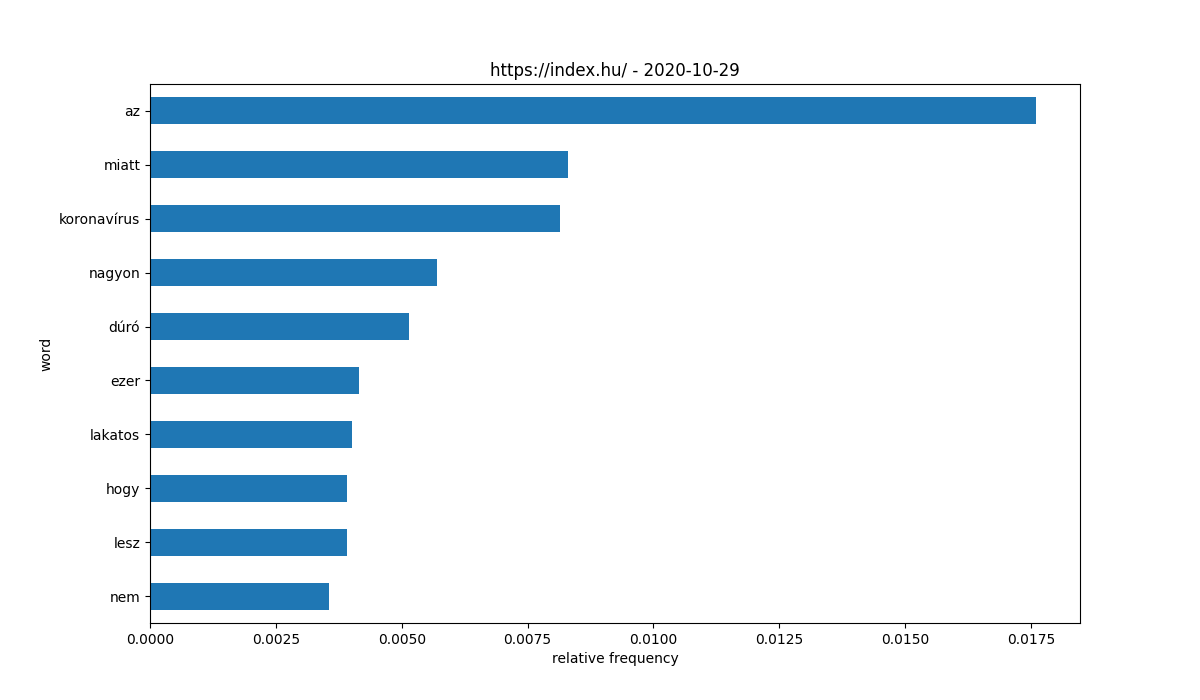 https://index.hu/ - 2020-10-29
az
miatt
koronavírus
nagyon
dúró
ezer
lakatos
hogy
lesz
nem
word
0.0000 0.0025 0.0050 0.0075 0.0100 0.0125 0.0150 0.0175
relative frequency